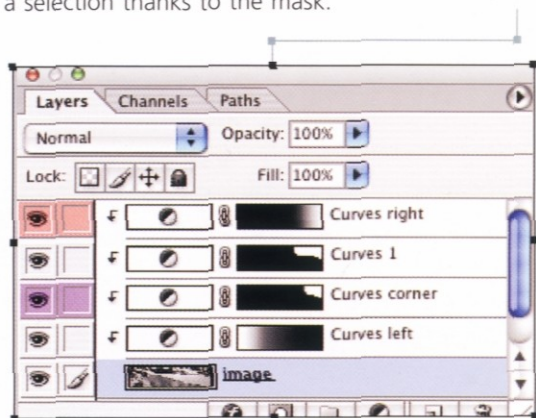 a selection thanks to the mask.
Layers Channels Paths
Normal Opacity: 100%
Lock: Fill: 100%
Curves right
Curves 1
Curves corner
Curves left
image